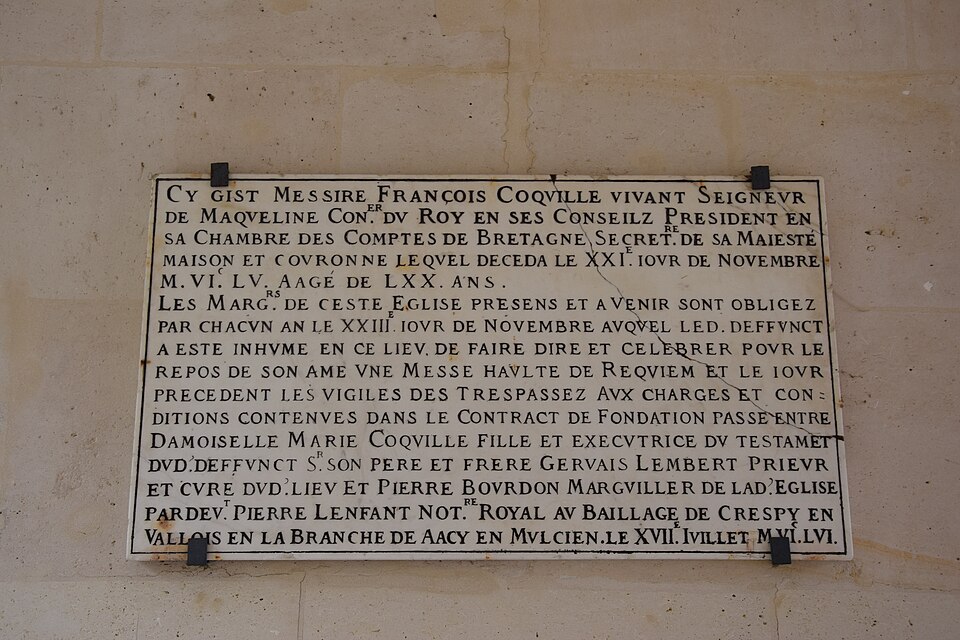 CY GIST MESSIRE FRANÇOIS COQVILLE VIVANT SEIGNEVR
DE MAQVELINE CON.ER DV ROY EN SES CONSEILZ PRESIDENT EN
SA CHAMBRE DES COMPTES DE BRETAGNE SECRET.RE DE SA MAIESTÉ
MAISON ET COVRONNE LEQVEL DECEDA LE XXI.E IOVR DE NOVEMBRE
M. VI.C LV. AAGÉ DE LXX. ANS.
LES MARG.RS DE CESTE EGLISE PRESENS ET A VENIR SONT OBLIGEZ
PAR CHACVN AN LE XXIII.E IOVR DE NOVEMBRE AVQVEL LED. DEFFVNCT
A ESTE INHVME EN CE LIEV. DE FAIRE DIRE ET CELEBRER POVR LE
REPOS DE SON AME VNE MESSE HAVLTE DE REQVIEM ET LE IOVR
PRECEDENT LES VIGILES DES TRESPASSEZ AVX CHARGES ET CON=
DITIONS CONTENVES DANS LE CONTRACT DE FONDATION PASSE ENTRE
DAMOISELLE MARIE COQVILLE FILLE ET EXECVTRICE DV TESTAMET
DVD.' DEFFVNCT S.R SON PERE ET FRERE GERVAIS LEMBERT PRIEVR
ET CVRÉ DVD.' LIEV ET PIERRE BOVRDON MARGVILLER DE LAD.' EGLISE
PARDEV.T PIERRE LENFANT NOT.RE ROYAL AV BAILLAGE DE CRESPY EN
VALLOIS EN LA BRANCHE DE AACY EN MVLCIEN. LE XVII.E IVILLET M.VI.C LVI.